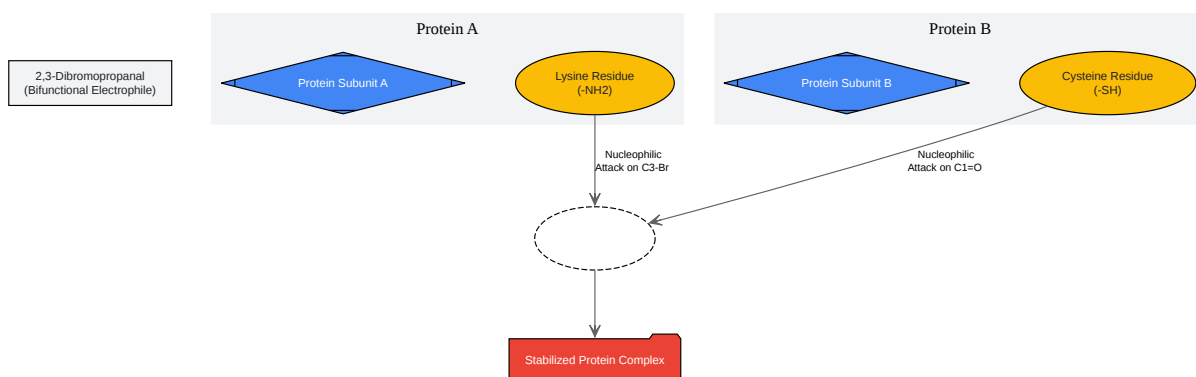 Protein A
Protein B
2,3-Dibromopropanal
(Bifunctional Electrophile)
Protein Subunit A
Lysine Residue
(-NH2)
Protein Subunit B
Cysteine Residue
(-SH)
Nucleophilic
Attack on C3-Br
Nucleophilic
Attack on C1=O
Stabilized Protein Complex